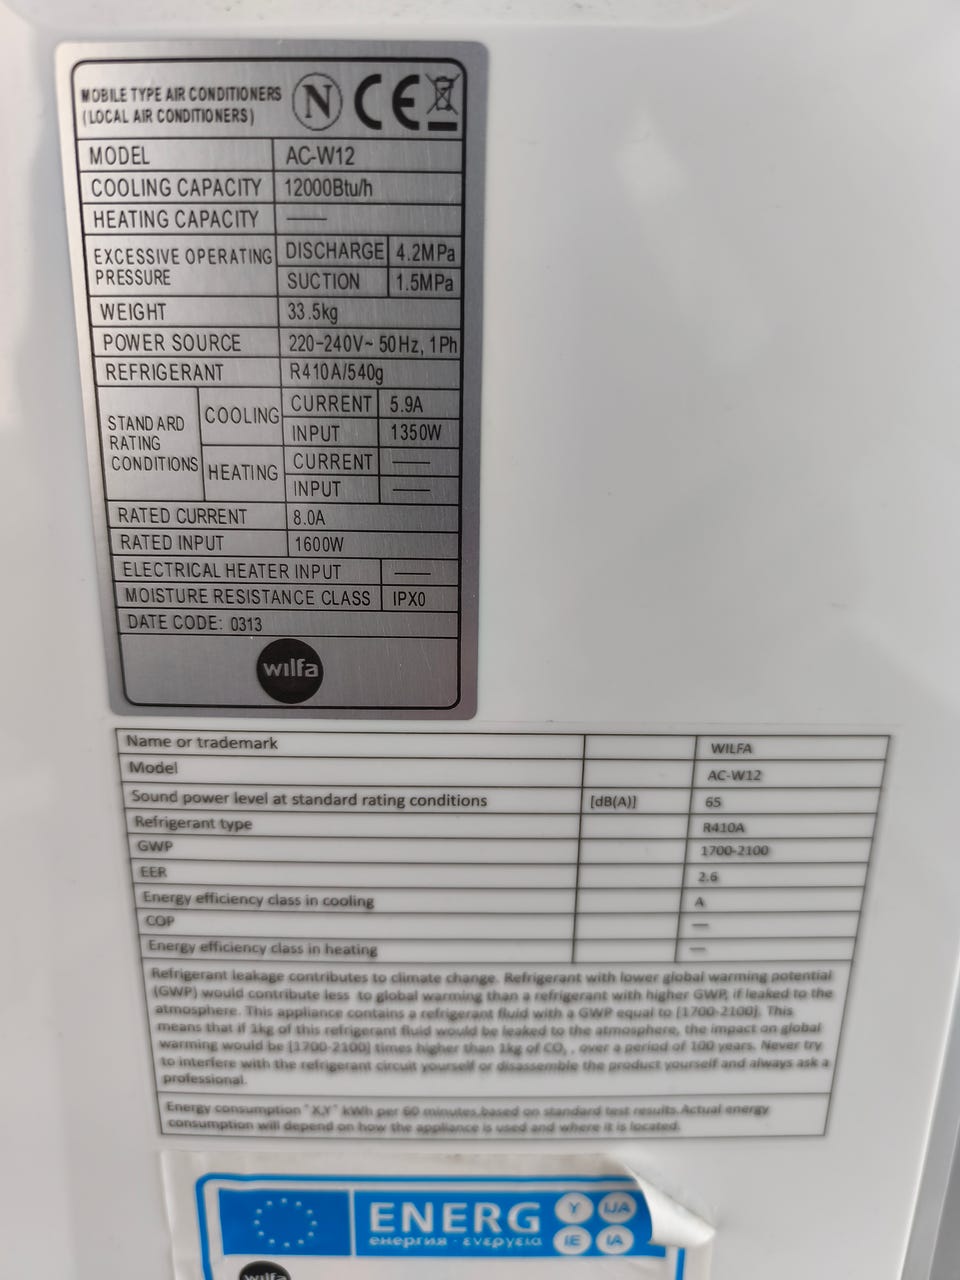 MOBILE TYPE AIR CONDITIONERS
(LOCAL AIR CONDITIONERS)
N CE
MODEL AC-W12
COOLING CAPACITY 12000Btu/h
HEATING CAPACITY —
EXCESSIVE OPERATING PRESSURE DISCHARGE 4.2MPa
SUCTION 1.5MPa
WEIGHT 33.5kg
POWER SOURCE 220-240V~ 50Hz, 1Ph
REFRIGERANT R410A/540g
STANDARD RATING CONDITIONS COOLING CURRENT 5.9A
INPUT 1350W
HEATING CURRENT —
INPUT —
RATED CURRENT 8.0A
RATED INPUT 1600W
ELECTRICAL HEATER INPUT —
MOISTURE RESISTANCE CLASS IPX0
DATE CODE: 0313
wilfa
Name or trademark WILFA
Model AC-W12
Sound power level at standard rating conditions [dB(A)] 65
Refrigerant type R410A
GWP 1700-2100
EER 2.6
Energy efficiency class in cooling A
COP —
Energy efficiency class in heating —
Refrigerant leakage contributes to climate change. Refrigerant with lower global warming potential
(GWP) would contribute less to global warming than a refrigerant with higher GWP, if leaked to the
atmosphere. This appliance contains a refrigerant fluid with a GWP equal to [1700-2100]. This
means that if 1kg of this refrigerant fluid would be leaked to the atmosphere, the impact on global
warming would be [1700-2100] times higher than 1kg of CO₂ , over a period of 100 years. Never try
to interfere with the refrigerant circuit yourself or disassemble the product yourself and always ask a
professional.
Energy consumption "X,Y" kWh per 60 minutes,based on standard test results.Actual energy
consumption will depend on how the appliance is used and where it is located.
ENERG Y IJA
енергия · ενεργεια IE IA
wilfa